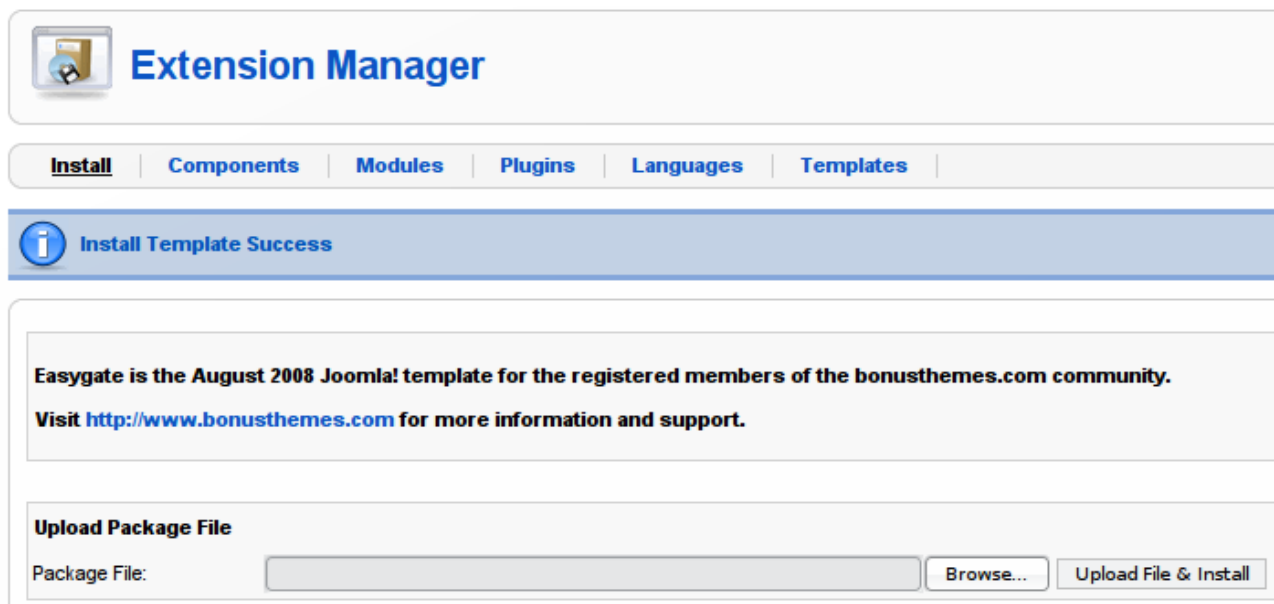 Extension Manager
Install Components Modules Plugins Languages Templates
Install Template Success
Easygate is the August 2008 Joomla! template for the registered members of the bonusthemes.com community.
Visit http://www.bonusthemes.com for more information and support.
Upload Package File
Package File: Browse... Upload File & Install